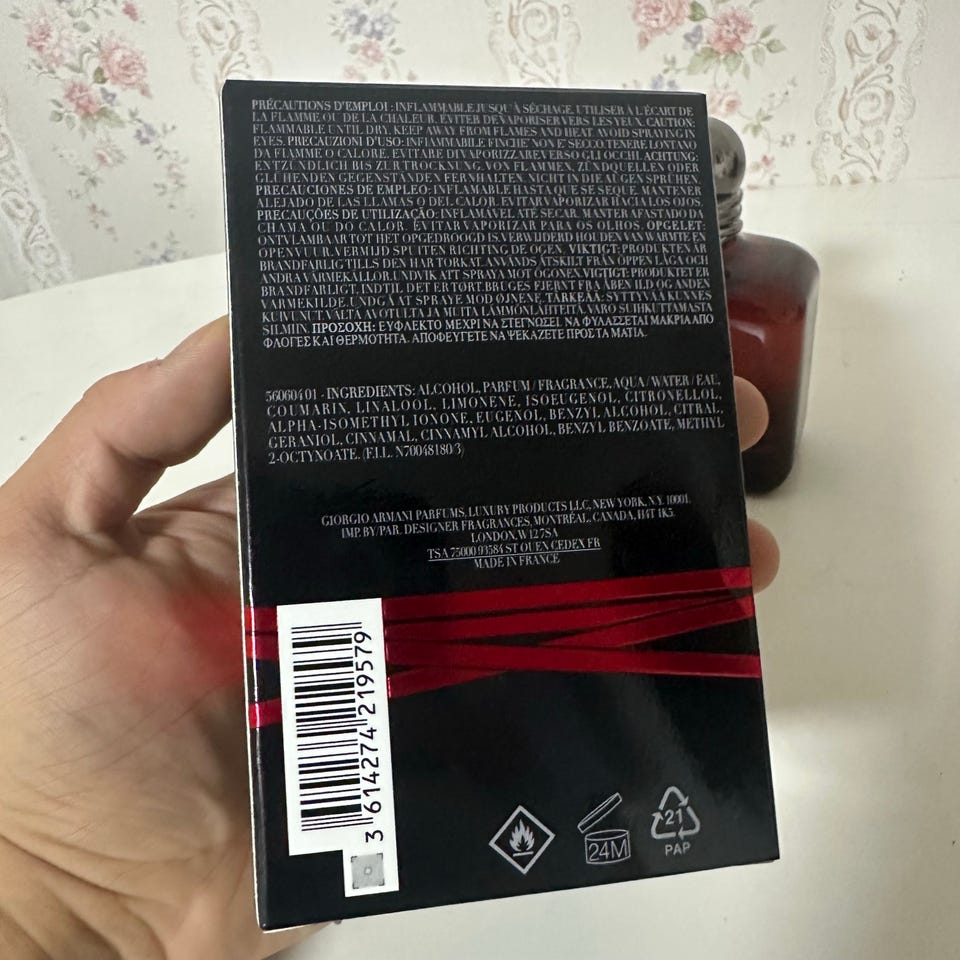 PRÉCAUTIONS D'EMPLOI : INFLAMMABLE JUSQU'À SÉCHAGE. UTILISER À L'ÉCART DE
LA FLAMME OU DE LA CHALEUR. ÉVITER DE VAPORISER VERS LES YEUX. CAUTION:
FLAMMABLE UNTIL DRY. KEEP AWAY FROM FLAMES AND HEAT. AVOID SPRAYING IN
EYES. PRECAUZIONI D'USO: INFIAMMABILE FINCHE' NON E' SECCO. TENERE LONTANO
DA FIAMME O CALORE. EVITARE DI VAPORIZZARE VERSO GLI OCCHI. ACHTUNG:
ENTZÜNDLICH BIS ZUR TROCKNUNG. VON FLAMMEN, ZÜNDQUELLEN ODER
GLÜHENDEN GEGENSTÄNDEN FERNHALTEN. NICHT IN DIE AUGEN SPRÜHEN.
PRECAUCIONES DE EMPLEO: INFLAMABLE HASTA QUE SE SEQUE. MANTENER
ALEJADO DE LAS LLAMAS O DEL CALOR. EVITAR VAPORIZAR HACIA LOS OJOS.
PRECAUÇÕES DE UTILIZAÇÃO: INFLAMÁVEL ATÉ SECAR. MANTER AFASTADO DA
CHAMA OU DO CALOR. EVITAR VAPORIZAR PARA OS OLHOS. OPGELET:
ONTVLAMBAAR TOT HET OPGEDROOGD IS. VERWIJDERD HOUDEN VAN WARMTE EN
OPEN VUUR. VERMIJD SPUITEN RICHTING DE OGEN. VIKTIGT: PRODUKTEN ÄR
BRANDFARLIG TILLS DEN HAR TORKAT. ANVÄNDS ÅTSKILT FRÅN ÖPPEN LÅGA OCH
ANDRA VÄRMEKÄLLOR. UNDVIK ATT SPRAYA MOT ÖGONEN. VIGTIGT: PRODUKTET ER
BRANDFARLIGT, INDTIL DET ER TØRT. BRUGES FJERNT FRA ÅBEN ILD OG ANDEN
VARMEKILDE. UNDGÅ AT SPRAYE MOD ØJNENE. TÄRKEÄÄ: SYTTYVÄÄ KUNNES
KUIVUNUT. VÄLTÄ AVOTULTA JA MUITA LÄMMÖNLÄHTEITÄ. VARO SUIHKUTTAMASTA
SILMIIN. ΠΡΟΣΟΧΗ: ΕΥΦΛΕΚΤΟ ΜΕΧΡΙ ΝΑ ΣΤΕΓΝΩΣΕΙ. ΝΑ ΦΥΛΑΣΣΕΤΑΙ ΜΑΚΡΙΑ ΑΠΟ
ΦΛΟΓΕΣ ΚΑΙ ΘΕΡΜΟΤΗΤΑ. ΑΠΟΦΕΥΓΕΤΕ ΝΑ ΨΕΚΑΖΕΤΕ ΠΡΟΣ ΤΑ ΜΑΤΙΑ.
56060401 - INGREDIENTS: ALCOHOL, PARFUM / FRAGRANCE, AQUA / WATER / EAU,
COUMARIN, LINALOOL, LIMONENE, ISOEUGENOL, CITRONELLOL,
ALPHA-ISOMETHYL IONONE, EUGENOL, BENZYL ALCOHOL, CITRAL,
GERANIOL, CINNAMAL, CINNAMYL ALCOHOL, BENZYL BENZOATE, METHYL
2-OCTYNOATE. (F.I.L. N70048180/3)
GIORGIO ARMANI PARFUMS, LUXURY PRODUCTS LLC, NEW YORK, N.Y. 10001.
IMP. BY/PAR. DESIGNER FRAGRANCES, MONTRÉAL, CANADA, H4T 1K5.
LONDON, W12 7SA
TSA 75000 93584 ST OUEN CEDEX FR
MADE IN FRANCE
3 614274 219579
24M
21
PAP